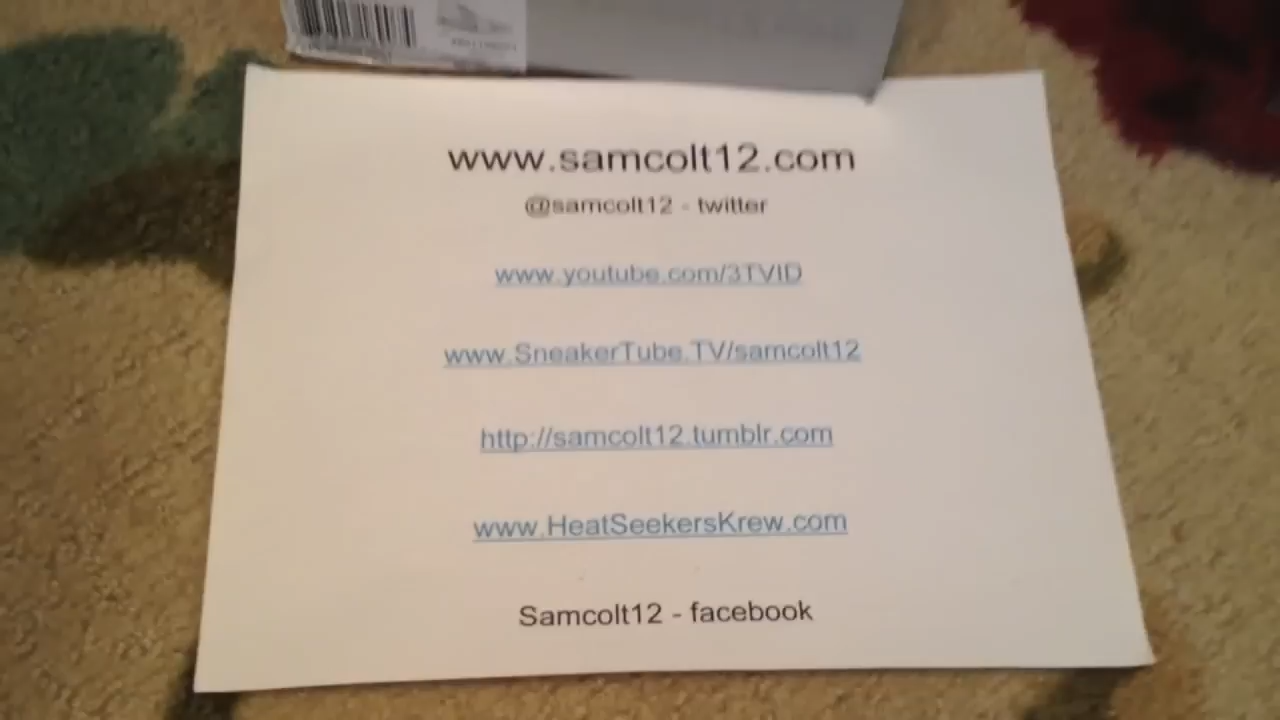 www.samcolt12.com
@samcolt12 - twitter
www.youtube.com/3TVID
www.SneakerTube.TV/samcolt12
http://samcolt12.tumblr.com
www.HeatSeekersKrew.com
Samcolt12 - facebook